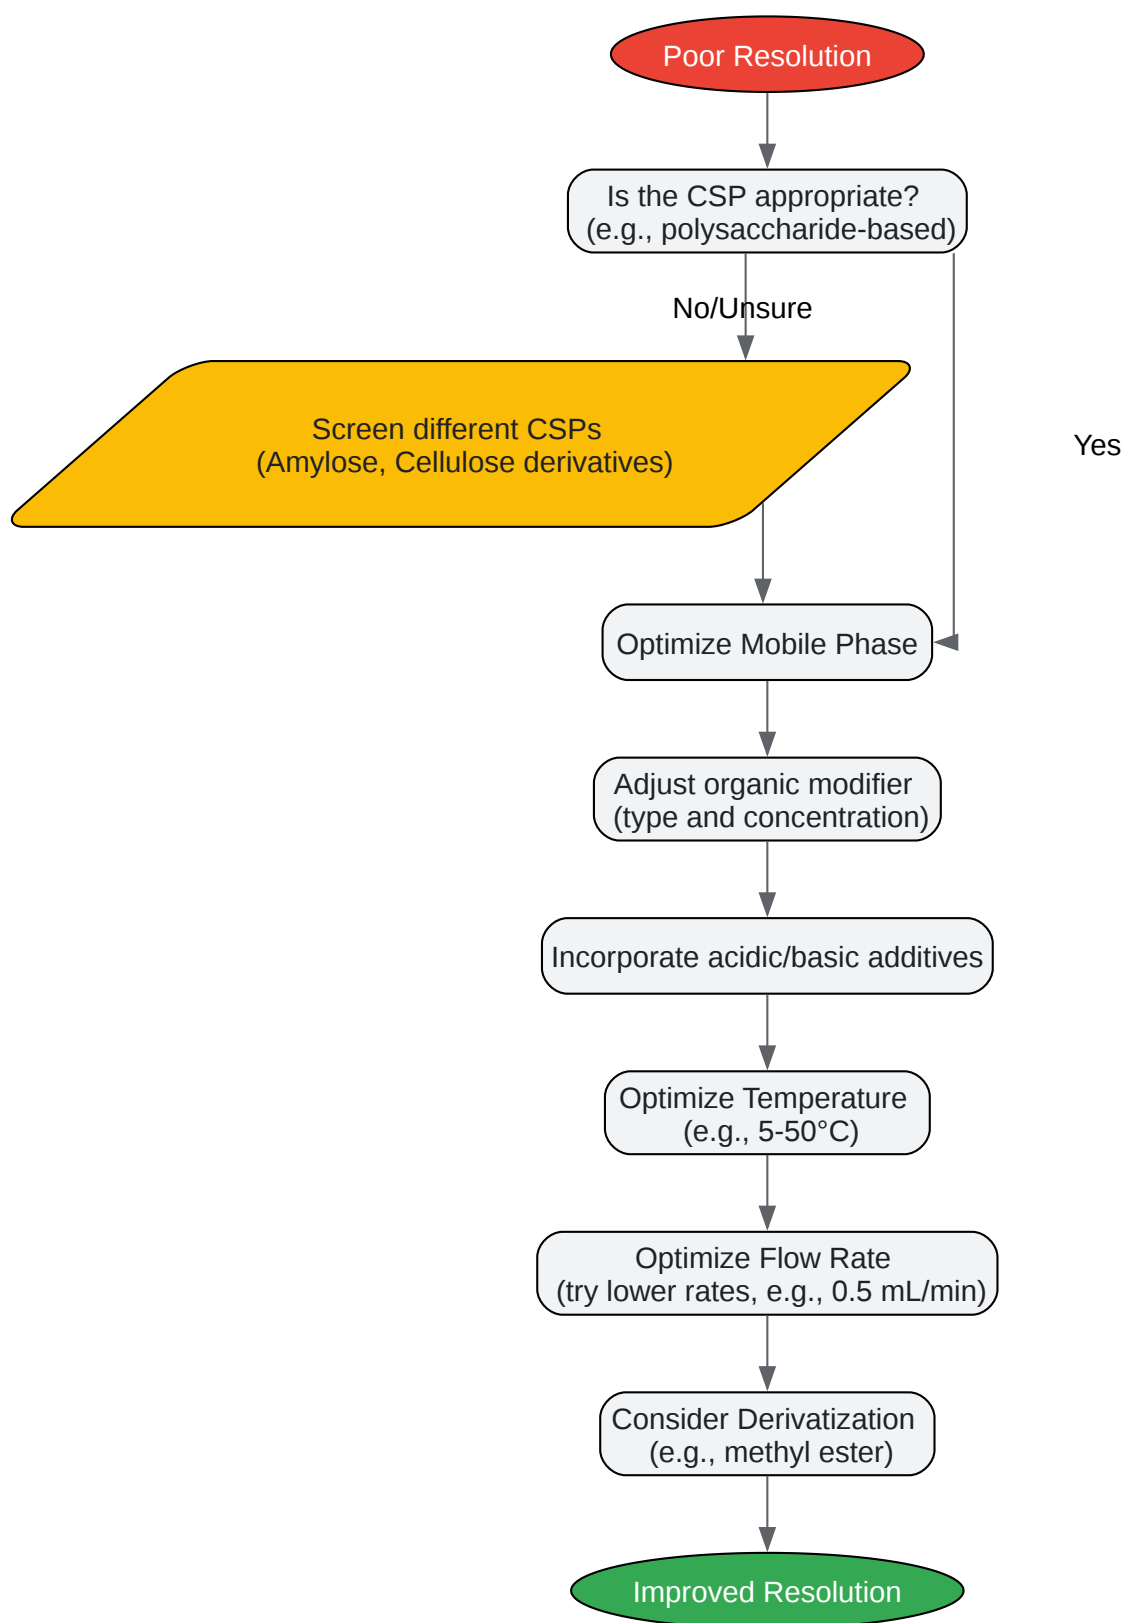 Poor Resolution
Is the CSP appropriate?
(e.g., polysaccharide-based)
No/Unsure
Screen different CSPs
(Amylose, Cellulose derivatives)
Yes
Optimize Mobile Phase
Adjust organic modifier
(type and concentration)
Incorporate acidic/basic additives
Optimize Temperature
(e.g., 5-50°C)
Optimize Flow Rate
(try lower rates, e.g., 0.5 mL/min)
Consider Derivatization
(e.g., methyl ester)
Improved Resolution